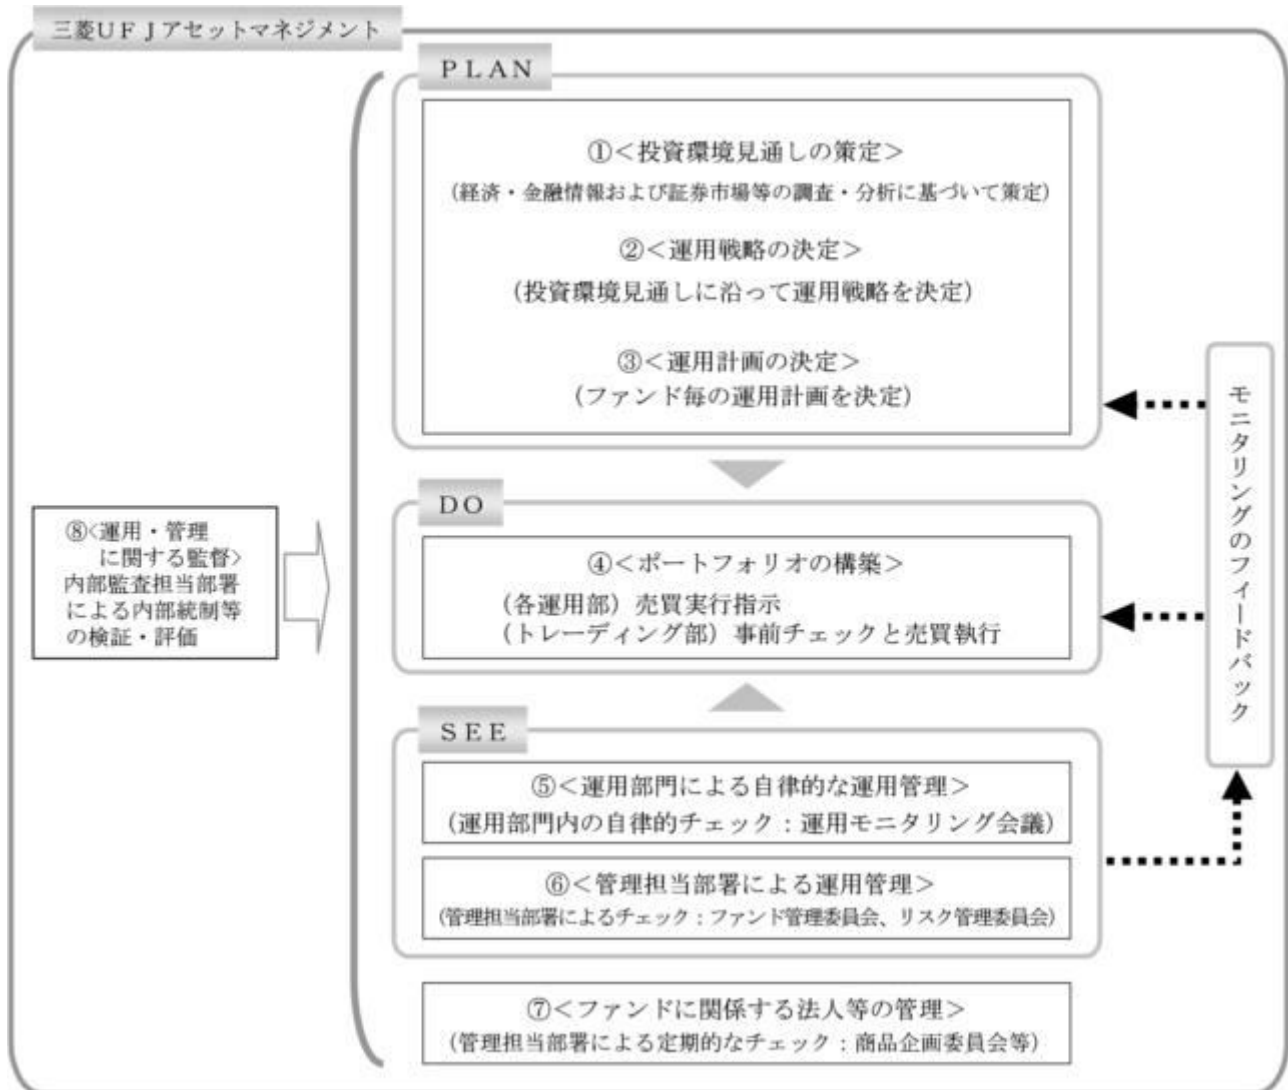 三菱ＵＦＪアセットマネジメント
ＰＬＡＮ
①＜投資環境見通しの策定＞
（経済・金融情報および証券市場等の調査・分析に基づいて策定）
②＜運用戦略の決定＞
（投資環境見通しに沿って運用戦略を決定）
③＜運用計画の決定＞
（ファンド毎の運用計画を決定）
ＤＯ
④＜ポートフォリオの構築＞
（各運用部）売買実行指示
（トレーディング部）事前チェックと売買執行
ＳＥＥ
⑤＜運用部門による自律的な運用管理＞
（運用部門内の自律的チェック：運用モニタリング会議）
⑥＜管理担当部署による運用管理＞
（管理担当部署によるチェック：ファンド管理委員会、リスク管理委員会）
⑦＜ファンドに関係する法人等の管理＞
（管理担当部署による定期的なチェック：商品企画委員会等）
⑧＜運用・管理
に関する監督＞
内部監査担当部署
による内部統制等
の検証・評価
モニタリングのフィードバック